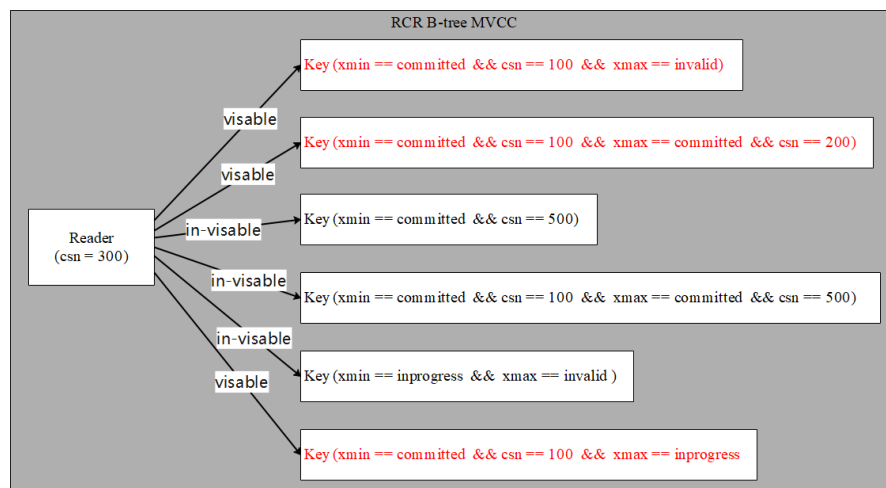 RCR B-tree MVCC
Key (xmin == committed && csn == 100 && xmax == invalid)
visable
Key (xmin == committed && csn == 100 && xmax == committed && csn == 200)
visable
Key (xmin == committed && csn == 500)
in-visable
Reader
(csn = 300)
in-visable
Key (xmin == committed && csn == 100 && xmax == committed && csn == 500)
in-visable
Key (xmin == inprogress && xmax == invalid )
visable
Key (xmin == committed && csn == 100 && xmax == inprogress